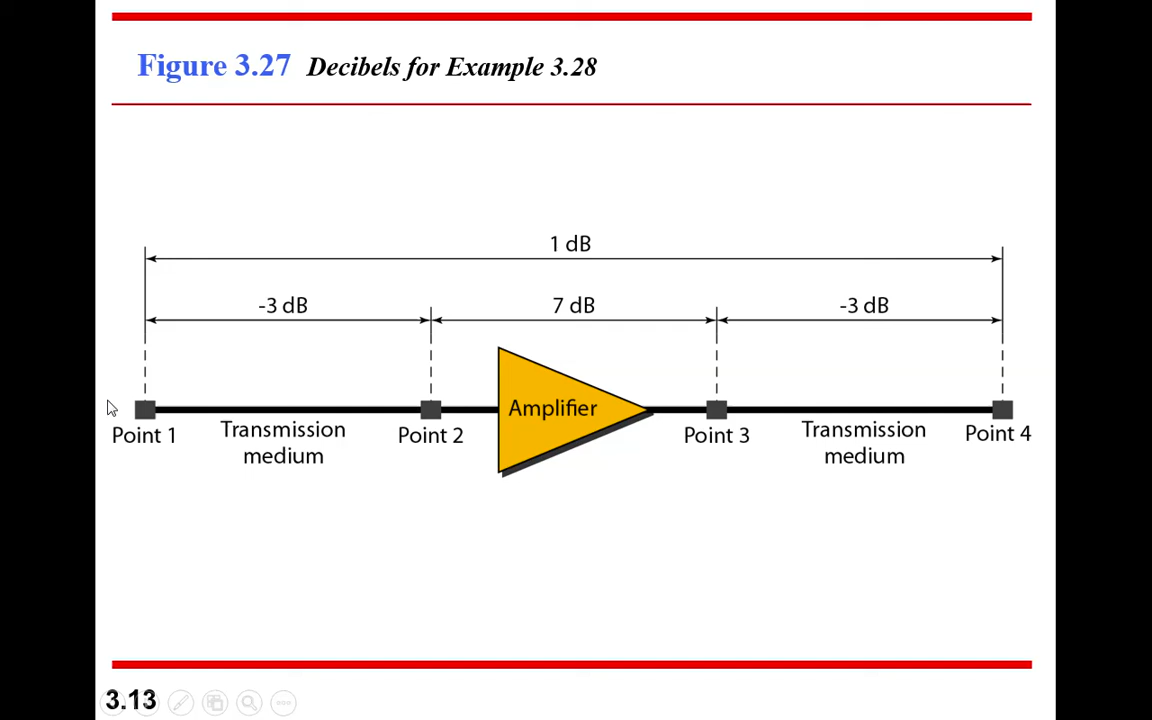 Figure 3.27 Decibels for Example 3.28
1 dB
-3 dB 7 dB -3 dB
Amplifier
Point 1 Transmission medium Point 2 Point 3 Transmission medium Point 4
3.13